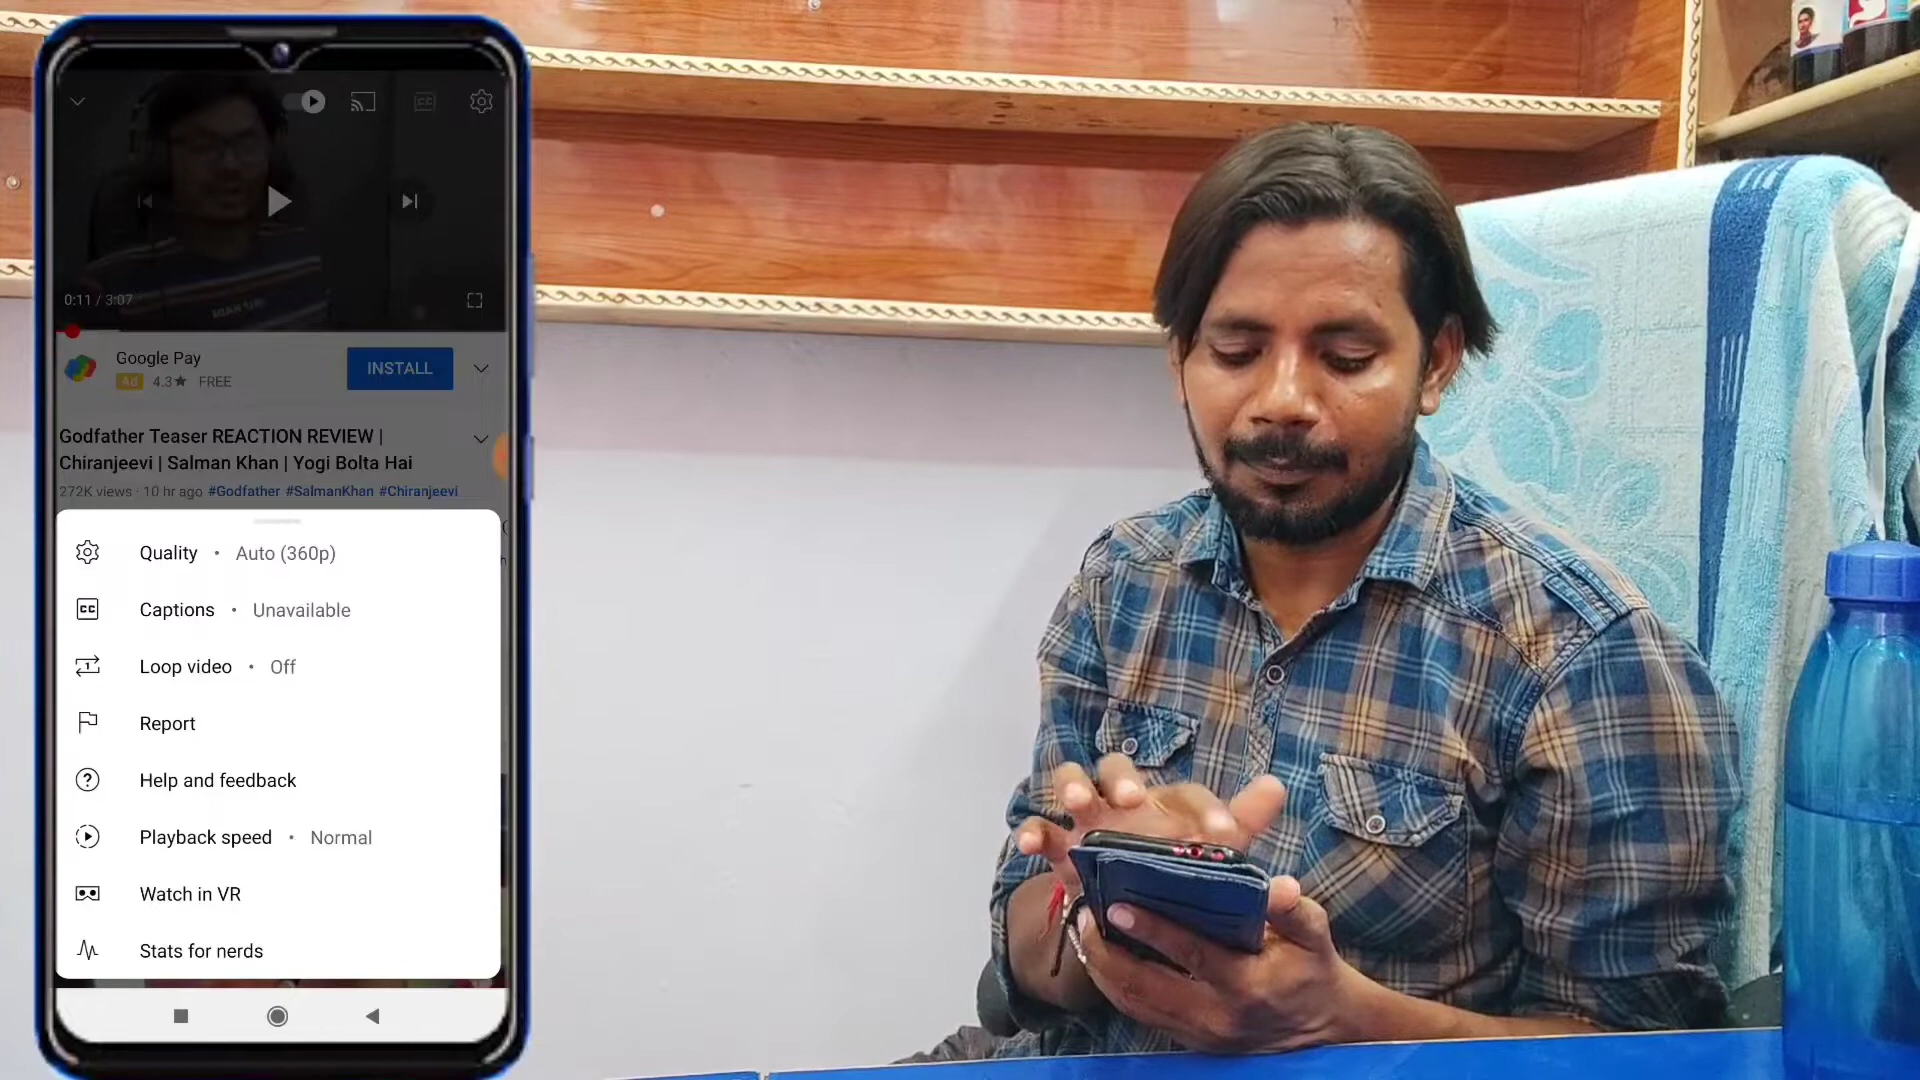 CC
0:11 / 3:07
Google Pay
INSTALL
Ad 4.3★ FREE
Godfather Teaser REACTION REVIEW |
Chiranjeevi | Salman Khan | Yogi Bolta Hai
272K views · 10 hr ago #Godfather #SalmanKhan #Chiranjeevi
Quality • Auto (360p)
CC Captions • Unavailable
Loop video • Off
Report
Help and feedback
Playback speed • Normal
Watch in VR
Stats for nerds